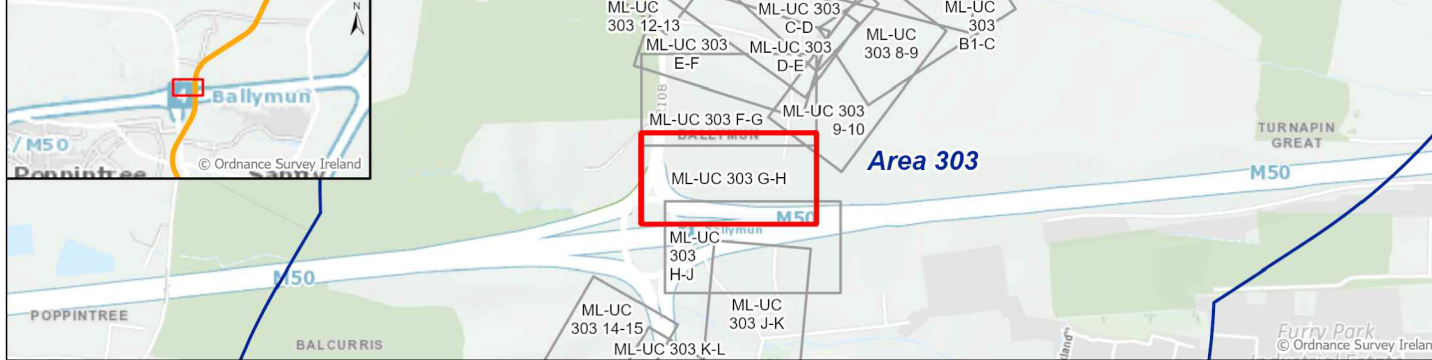 N
Ballymun
M50
© Ordnance Survey Ireland
Poppintree
ML-UC
303 12-13
ML-UC 303
C-D
ML-UC
303
B1-C
ML-UC 303
E-F
ML-UC 303
D-E
ML-UC
303 8-9
R108
ML-UC 303 F-G
ML-UC 303
9-10
BALLYMUN
Area 303
TURNAPIN
GREAT
ML-UC 303 G-H
M50
M50
Ballymun
ML-UC
303
H-J
M50
POPPINTREE
BALCURRIS
ML-UC
303 14-15
ML-UC
303 J-K
ML-UC 303 K-L
Furry Park
© Ordnance Survey Irelan